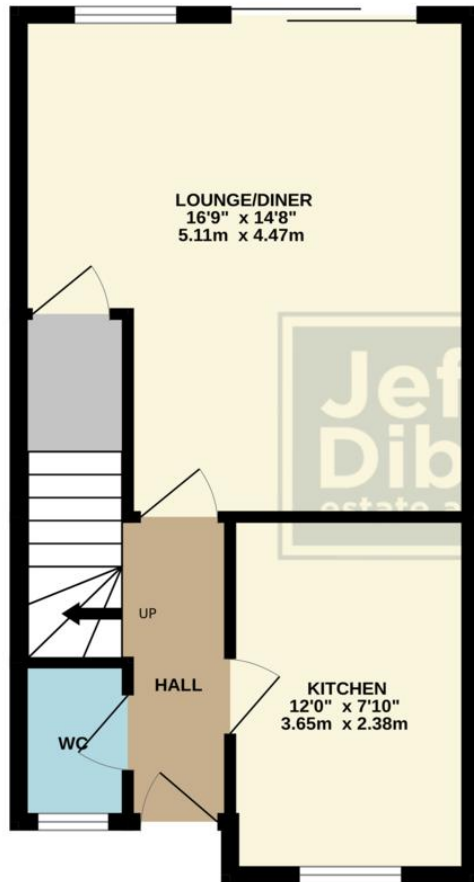 LOUNGE/DINER
16'9" x 14'8"
5.11m x 4.47m
Jef
Dib
estate a
UP
HALL
KITCHEN
12'0" x 7'10"
3.65m x 2.38m
WC